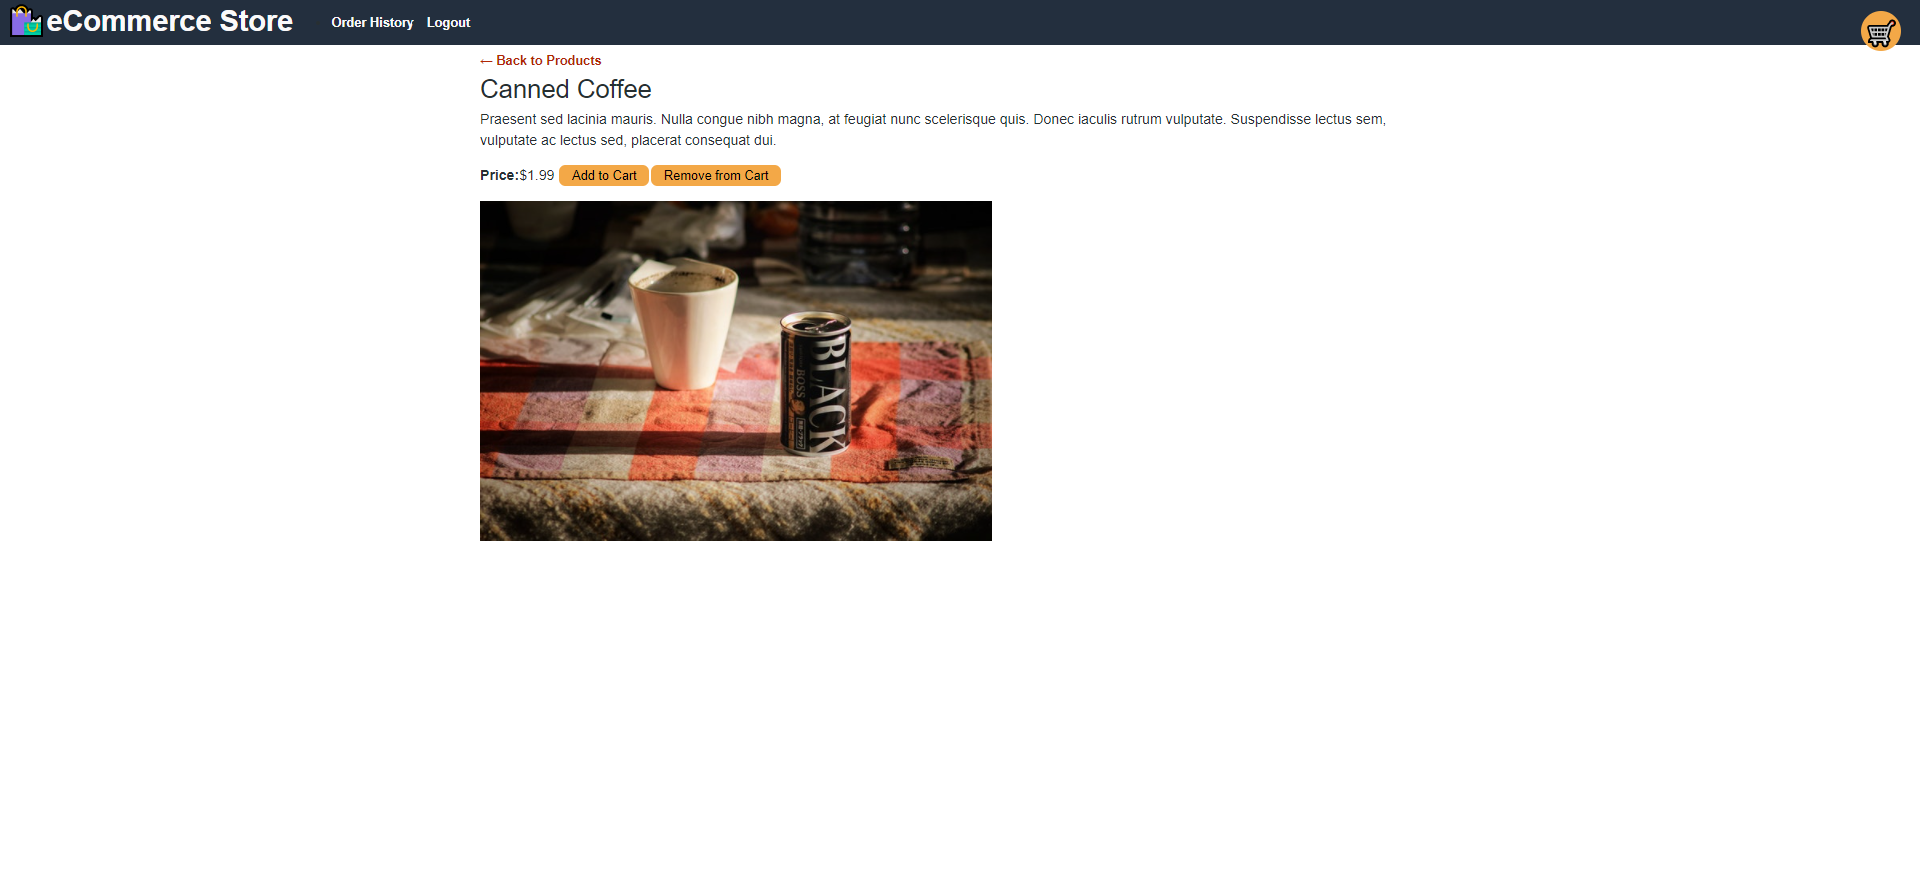 eCommerce Store
Order History
Logout
← Back to Products
Canned Coffee
Praesent sed lacinia mauris. Nulla congue nibh magna, at feugiat nunc scelerisque quis. Donec iaculis rutrum vulputate. Suspendisse lectus sem,
vulputate ac lectus sed, placerat consequat dui.
Price:$1.99 Add to Cart Remove from Cart
BLACK
BOSS